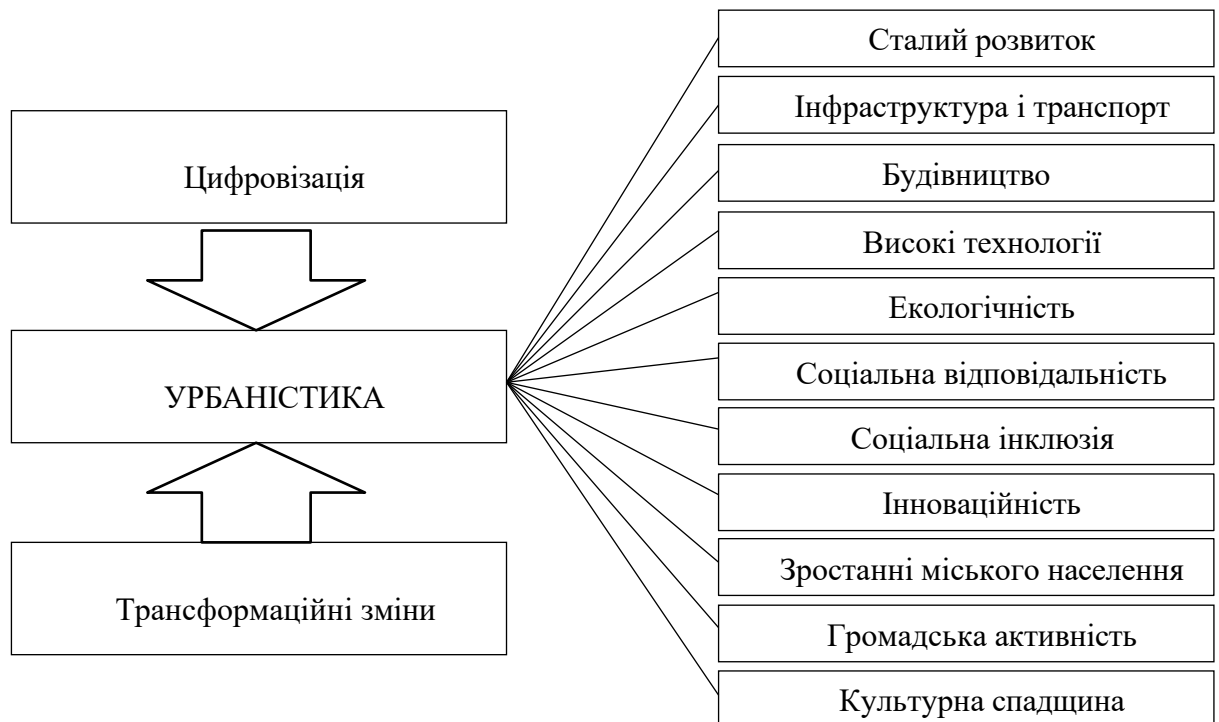 Цифровізація
УРБАНІСТИКА
Трансформаційні зміни
Сталий розвиток
Інфраструктура і транспорт
Будівництво
Високі технології
Екологічність
Соціальна відповідальність
Соціальна інклюзія
Інноваційність
Зростанні міського населення
Громадська активність
Культурна спадщина